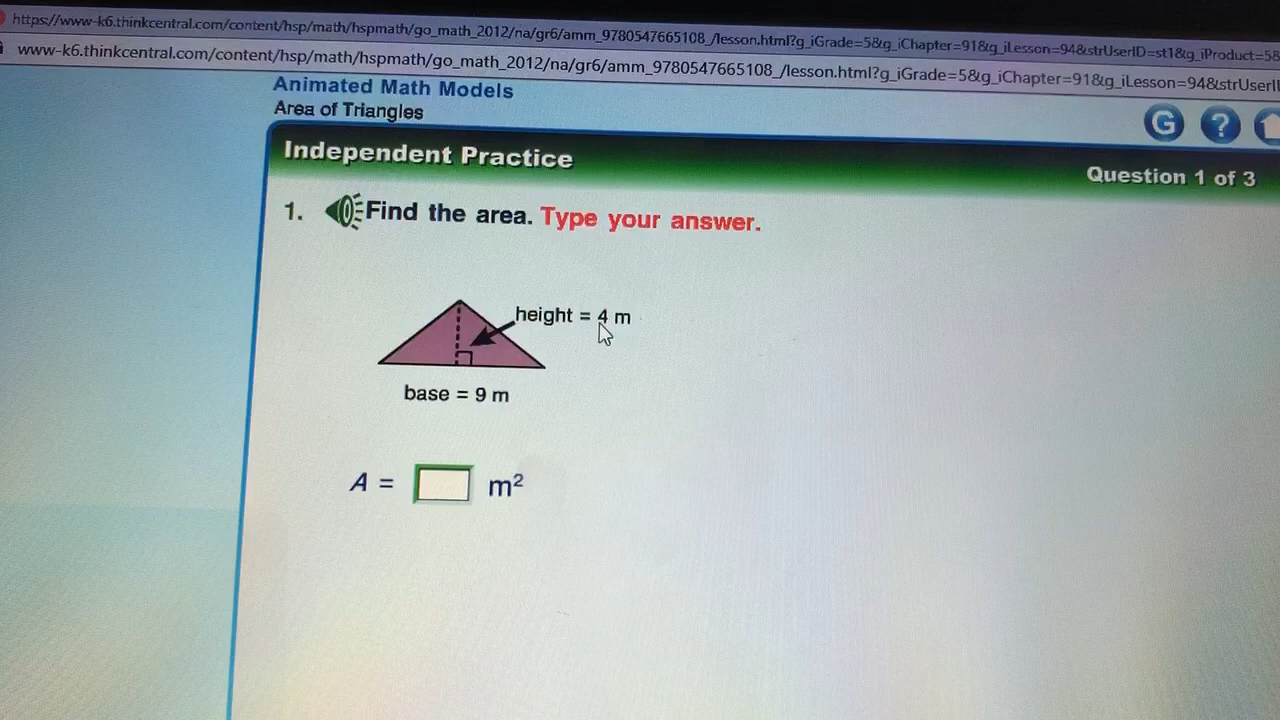 https://www-k6.thinkcentral.com/content/hsp/math/hspmath/go_math_2012/na/gr6/amm_9780547665108_/lesson.html?g_iGrade=5&g_iChapter=91&g_iLesson=94&strUserID=st1&g_iProduct=58
www-k6.thinkcentral.com/content/hsp/math/hspmath/go_math_2012/na/gr6/amm_9780547665108_/lesson.html?g_iGrade=5&g_iChapter=91&g_iLesson=94&strUserI
Animated Math Models
Area of Triangles
G ?
Independent Practice
Question 1 of 3
1. Find the area. Type your answer.
height = 4 m
base = 9 m
A = m²